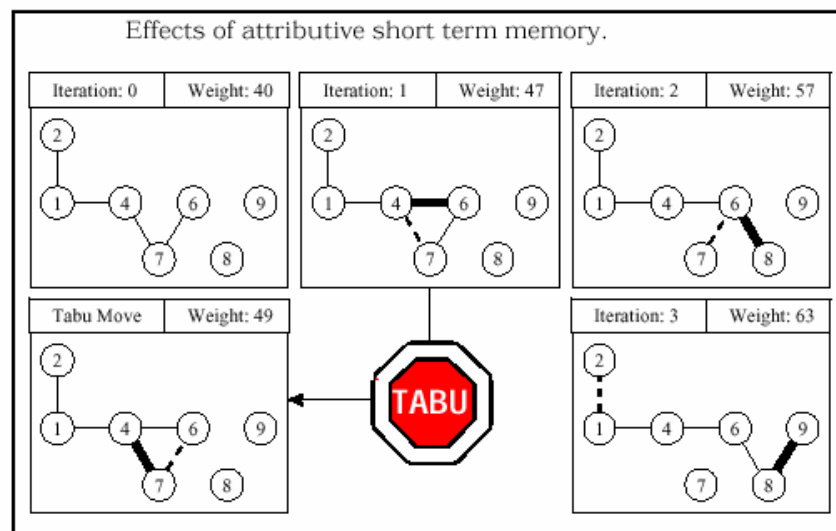 Effects of attributive short term memory.
Iteration: 0 Weight: 40
2
1 4 6 9
7 8
Iteration: 1 Weight: 47
2
1 4 6 9
7 8
Iteration: 2 Weight: 57
2
1 4 6 9
7 8
Tabu Move Weight: 49
2
1 4 6 9
7 8
TABU
Iteration: 3 Weight: 63
2
1 4 6 9
7 8